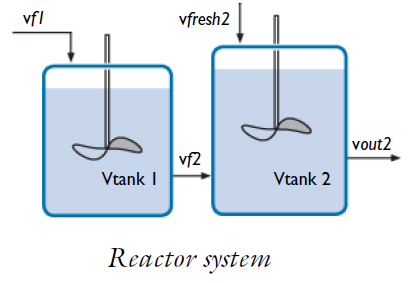 vf1
vfresh2
vf2
vout2
Vtank 1
Vtank 2
Reactor system